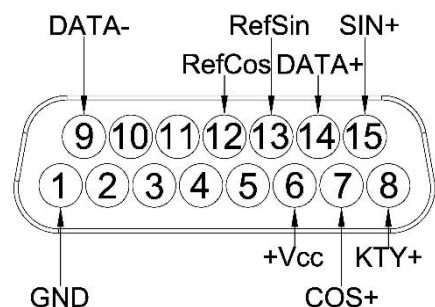 DATA- RefSin SIN+
RefCos DATA+
9 10 11 12 13 14 15
1 2 3 4 5 6 7 8
+Vcc KTY+
GND COS+